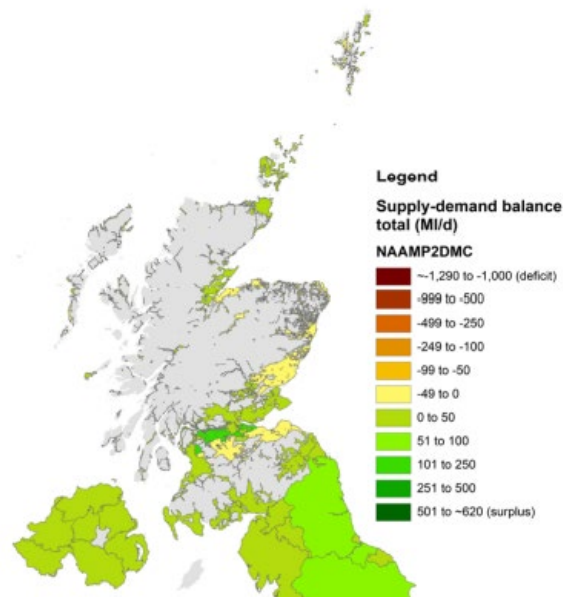 Legend
Supply-demand balance
total (Ml/d)
NAAMP2DMC
~-1,290 to -1,000 (deficit)
-999 to -500
-499 to -250
-249 to -100
-99 to -50
-49 to 0
0 to 50
51 to 100
101 to 250
251 to 500
501 to ~620 (surplus)